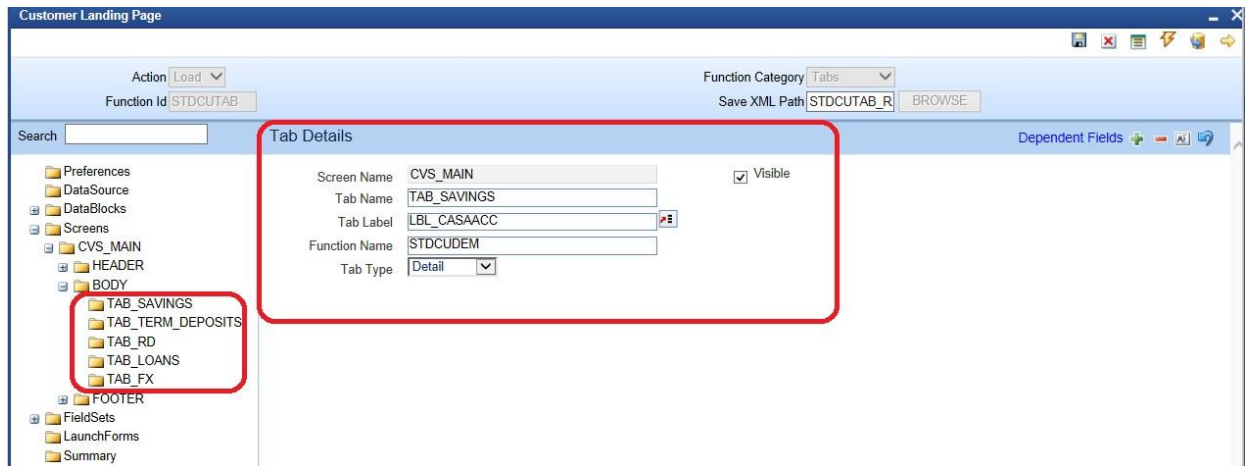 Customer Landing Page
Action Load
Function Category Tabs
Function Id STDCUTAB
Save XML Path STDCUTAB_R BROWSE
Search
Tab Details
Dependent Fields
Preferences
DataSource
DataBlocks
Screens
CVS_MAIN
HEADER
BODY
TAB_SAVINGS
TAB_TERM_DEPOSITS
TAB_RD
TAB_LOANS
TAB_FX
FOOTER
FieldSets
LaunchForms
Summary
Screen Name CVS_MAIN
Visible
Tab Name TAB_SAVINGS
Tab Label LBL_CASAACC
Function Name STDCUDEM
Tab Type Detail